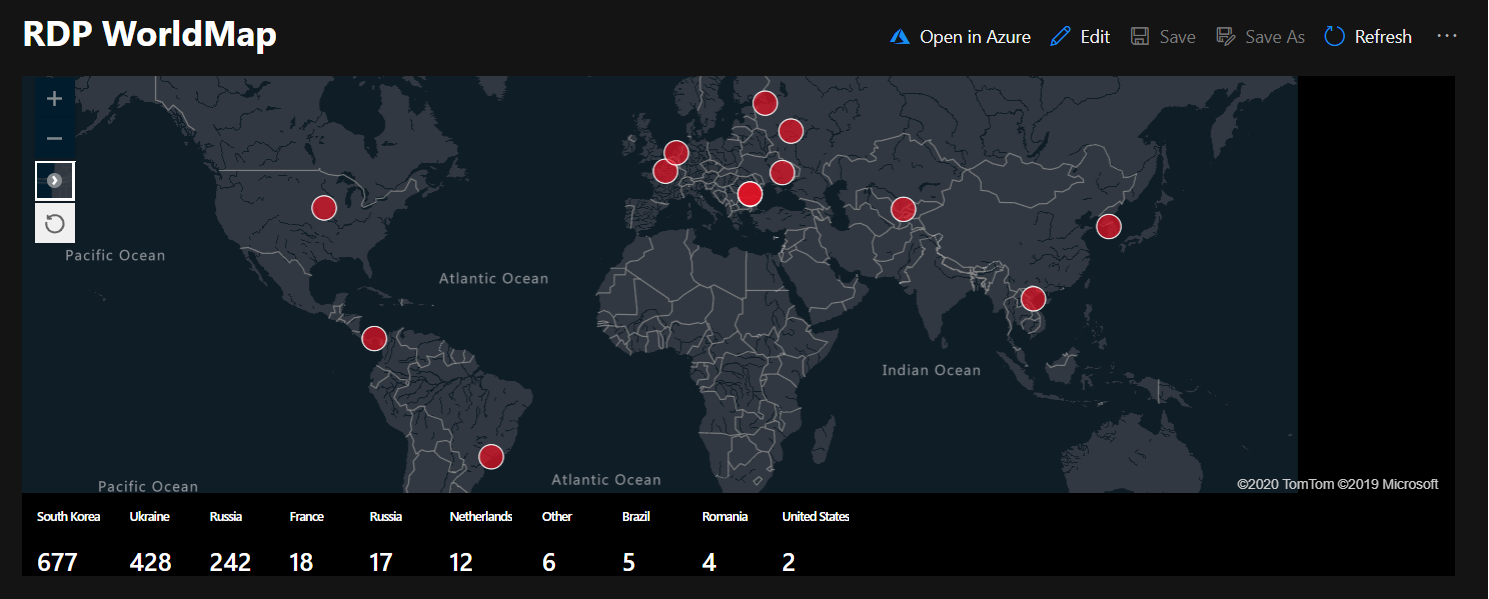 RDP WorldMap
Open in Azure Edit Save Save As Refresh ...
Pacific Ocean
Atlantic Ocean
Indian Ocean
Atlantic Ocean
Pacific Ocean
©2020 TomTom ©2019 Microsoft
South Korea Ukraine Russia France Russia Netherlands Other Brazil Romania United States
677 428 242 18 17 12 6 5 4 2